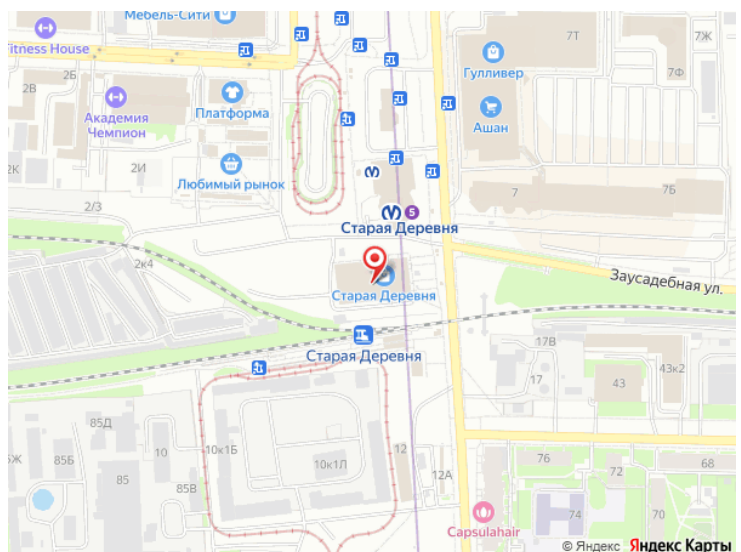 Мебель-Сити
Fitness House
7Т
7Ж
Гулливер
2Б
2В
7Ф
Академия
Чемпион
Платформа
Ашан
2К
2И
Любимый рынок
7
7Б
2/3
5
Старая Деревня
2к4
Заусадебная ул.
Старая Деревня
Старая Деревня
17В
17
43
43к2
85Д
10
10к1Б
12
85Б
10к1Л
76
72
68
85
85В
12А
74
70
Capsulahair
© Яндекс Яндекс Карты